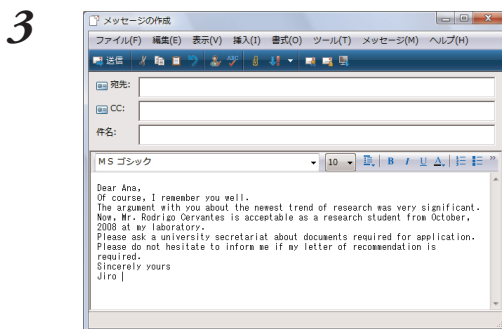 3
メッセージの作成
ファイル(F) 編集(E) 表示(V) 挿入(I) 書式(O) ツール(T) メッセージ(M) ヘルプ(H)
送信
宛先:
CC:
件名:
MS ゴシック 10 B I U A
Dear Ana,
Of course, I remember you well.
The argument with you about the newest trend of research was very significant.
Now, Mr. Rodrigo Cervantes is acceptable as a research student from October,
2008 at my laboratory.
Please ask a university secretariat about documents required for application.
Please do not hesitate to inform me if my letter of recommendation is
required.
Sincerely yours
Jiro